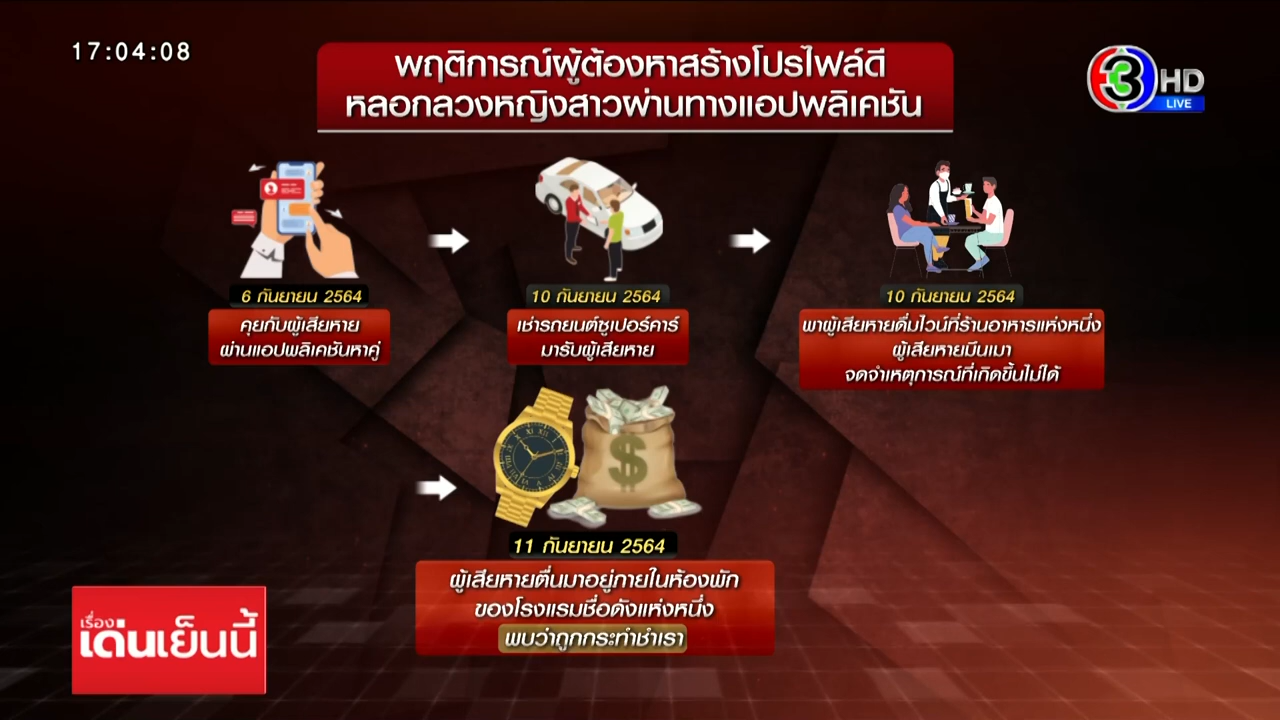 17:04:08
พฤติการณ์ผู้ต้องหาสร้างโปรไฟล์ดี
หลอกลวงหญิงสาวผ่านทางแอปพลิเคชัน
3 HD
LIVE
6 กันยายน 2564
คุยกับผู้เสียหาย
ผ่านแอปพลิเคชันหาคู่
10 กันยายน 2564
เช่ารถยนต์ซูเปอร์คาร์
มารับผู้เสียหาย
10 กันยายน 2564
พาผู้เสียหายดื่มไวน์ที่ร้านอาหารแห่งหนึ่ง
ผู้เสียหายมึนเมา
จดจำเหตุการณ์ที่เกิดขึ้นไม่ได้
$
11 กันยายน 2564
ผู้เสียหายตื่นมาอยู่ภายในห้องพัก
ของโรงแรมชื่อดังแห่งหนึ่ง
พบว่าถูกกระทำชำเรา
เรื่อง
เด่นเย็นนี้